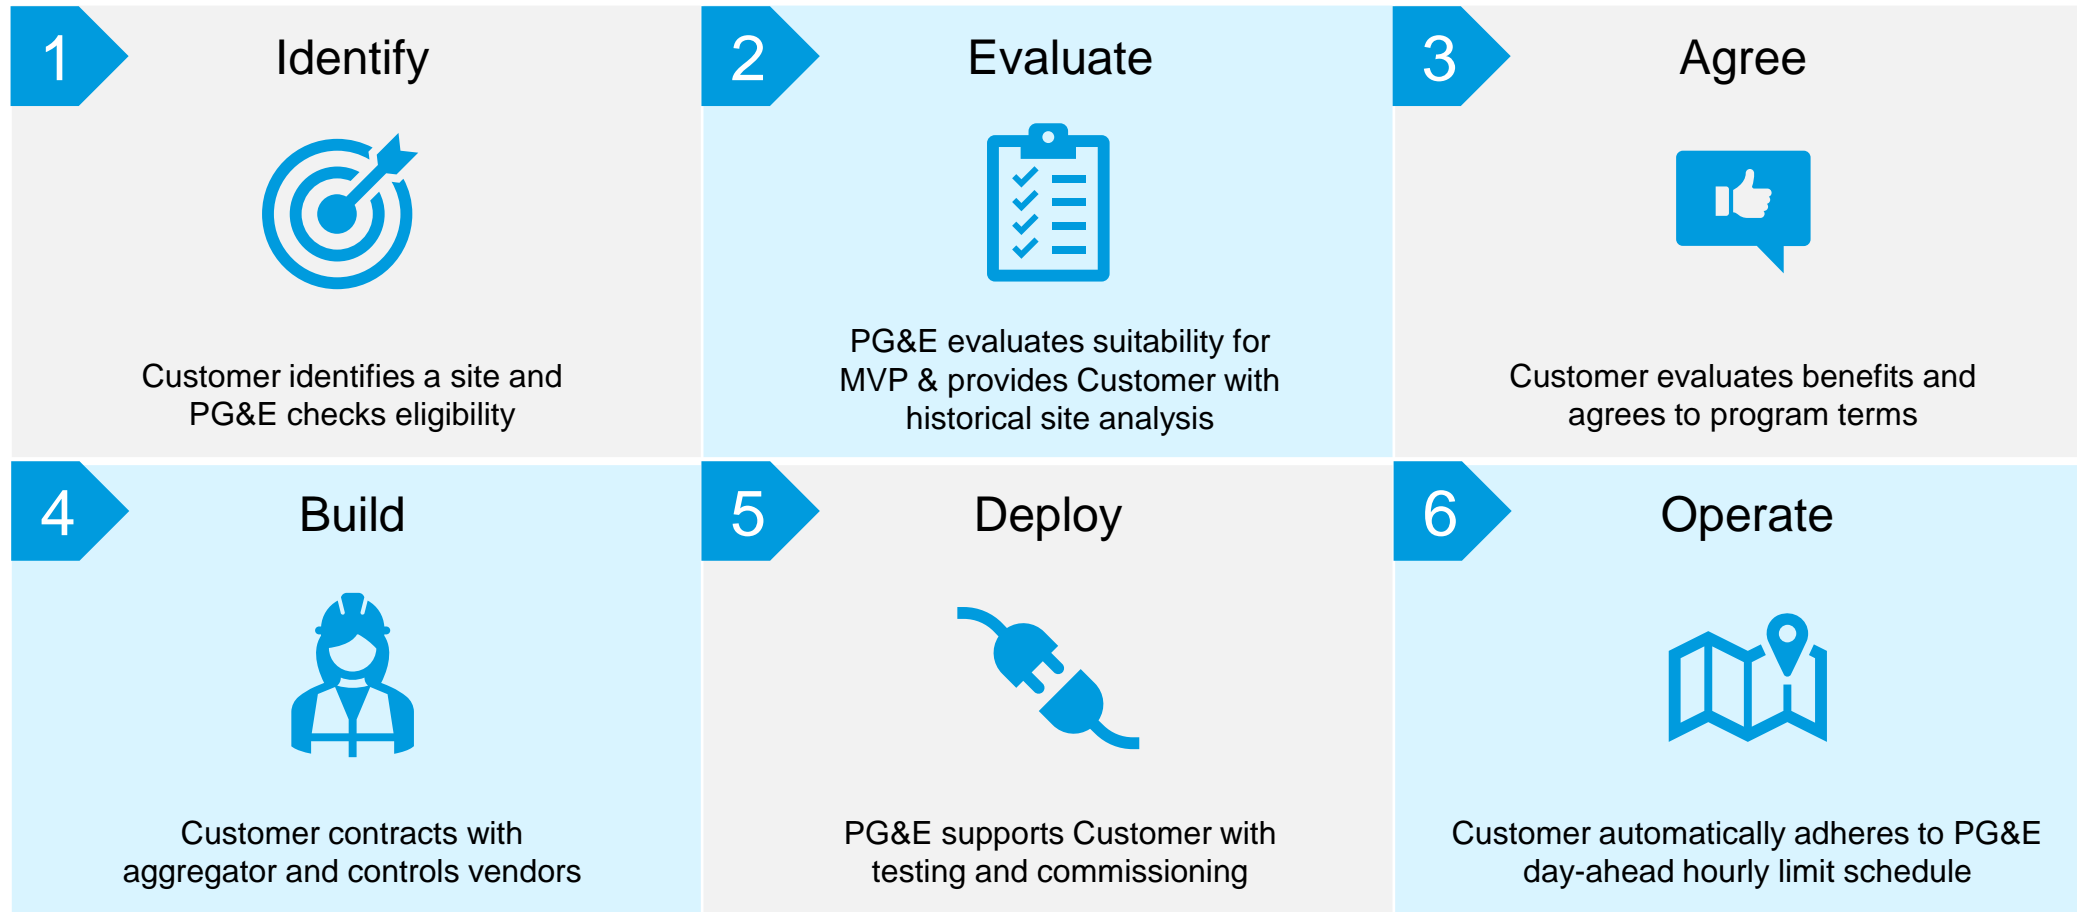 1
Identify
Customer identifies a site and
PG&E checks eligibility
2
Evaluate
PG&E evaluates suitability for
MVP & provides Customer with
historical site analysis
3
Agree
Customer evaluates benefits and
agrees to program terms
4
Build
Customer contracts with
aggregator and controls vendors
5
Deploy
PG&E supports Customer with
testing and commissioning
6
Operate
Customer automatically adheres to PG&E
day-ahead hourly limit schedule